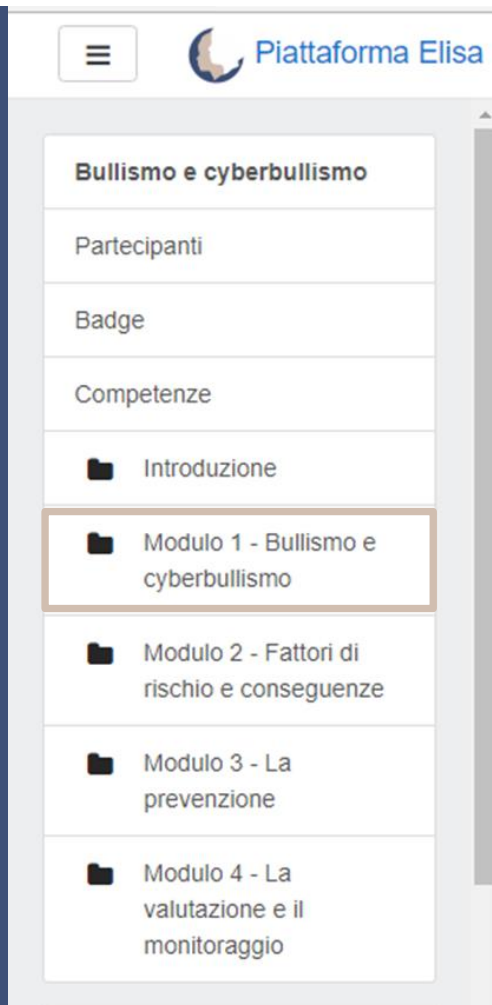 Piattaforma Elisa
Bullismo e cyberbullismo
Partecipanti
Badge
Competenze
Introduzione
Modulo 1 - Bullismo e
cyberbullismo
Modulo 2 - Fattori di
rischio e conseguenze
Modulo 3 - La
prevenzione
Modulo 4 - La
valutazione e il
monitoraggio